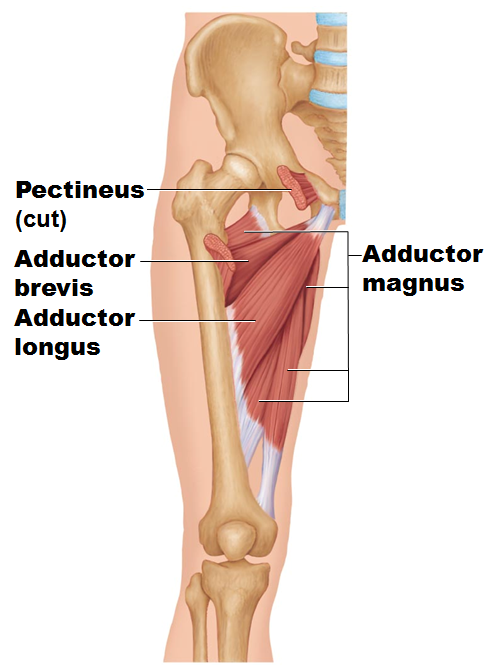 Pectineus
(cut)
Adductor
brevis
Adductor
longus
Adductor
magnus